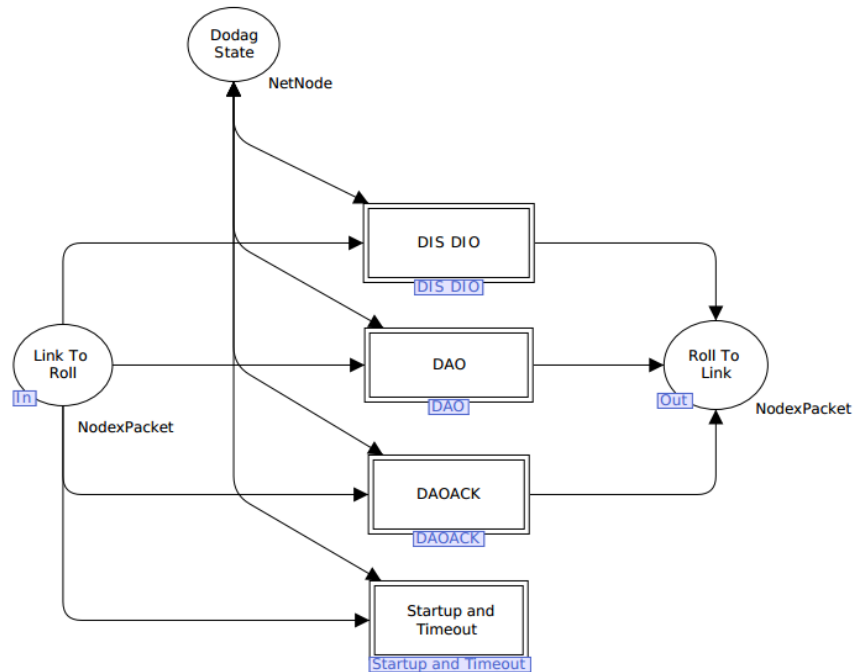 Dodag
State
NetNode
DIS DIO
DIS DIO
Link To
Roll
In
NodexPacket
DAO
DAO
Roll To
Link
Out
NodexPacket
DAOACK
DAOACK
Startup and
Timeout
Startup and Timeout